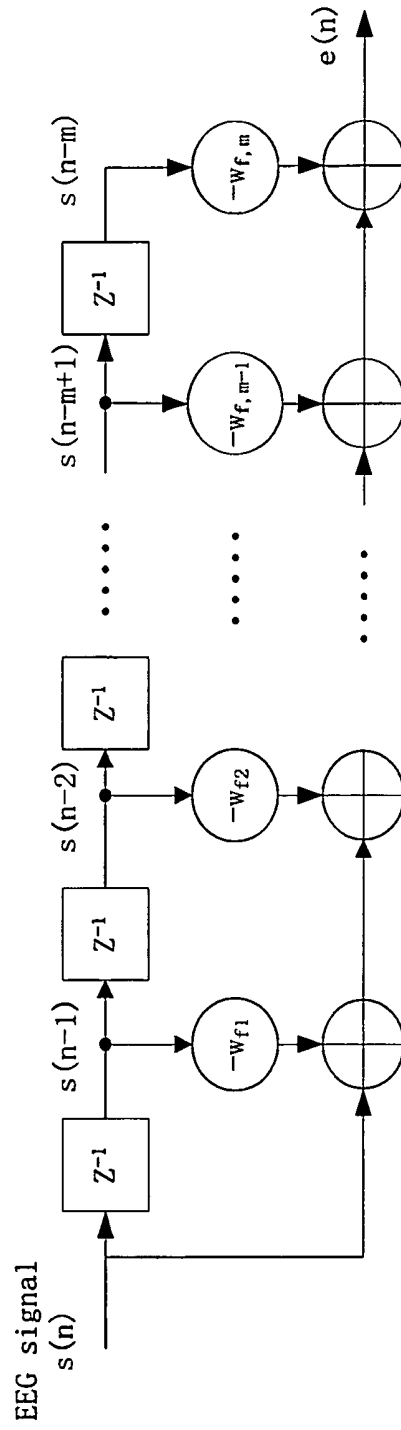 EEG signal
s(n)
s(n-1)
s(n-2)
s(n-m+1)
s(n-m)
Z⁻¹
Z⁻¹
Z⁻¹
.....
Z⁻¹
-Wf1
-Wf2
.....
-Wf,m-1
-Wf,m
.....
e(n)